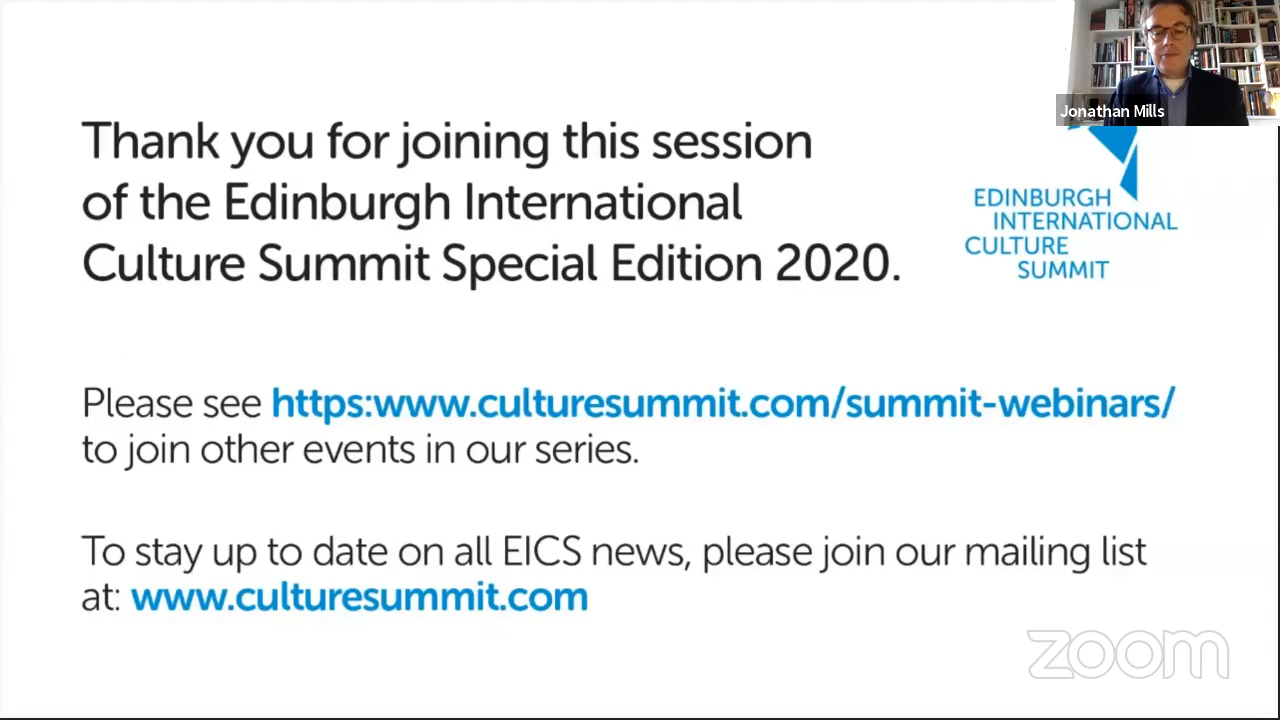 Jonathan Mills
Thank you for joining this session
of the Edinburgh International
Culture Summit Special Edition 2020.
EDINBURGH
INTERNATIONAL
CULTURE
SUMMIT
Please see https:www.culturesummit.com/summit-webinars/
to join other events in our series.
To stay up to date on all EICS news, please join our mailing list
at: www.culturesummit.com
zoom